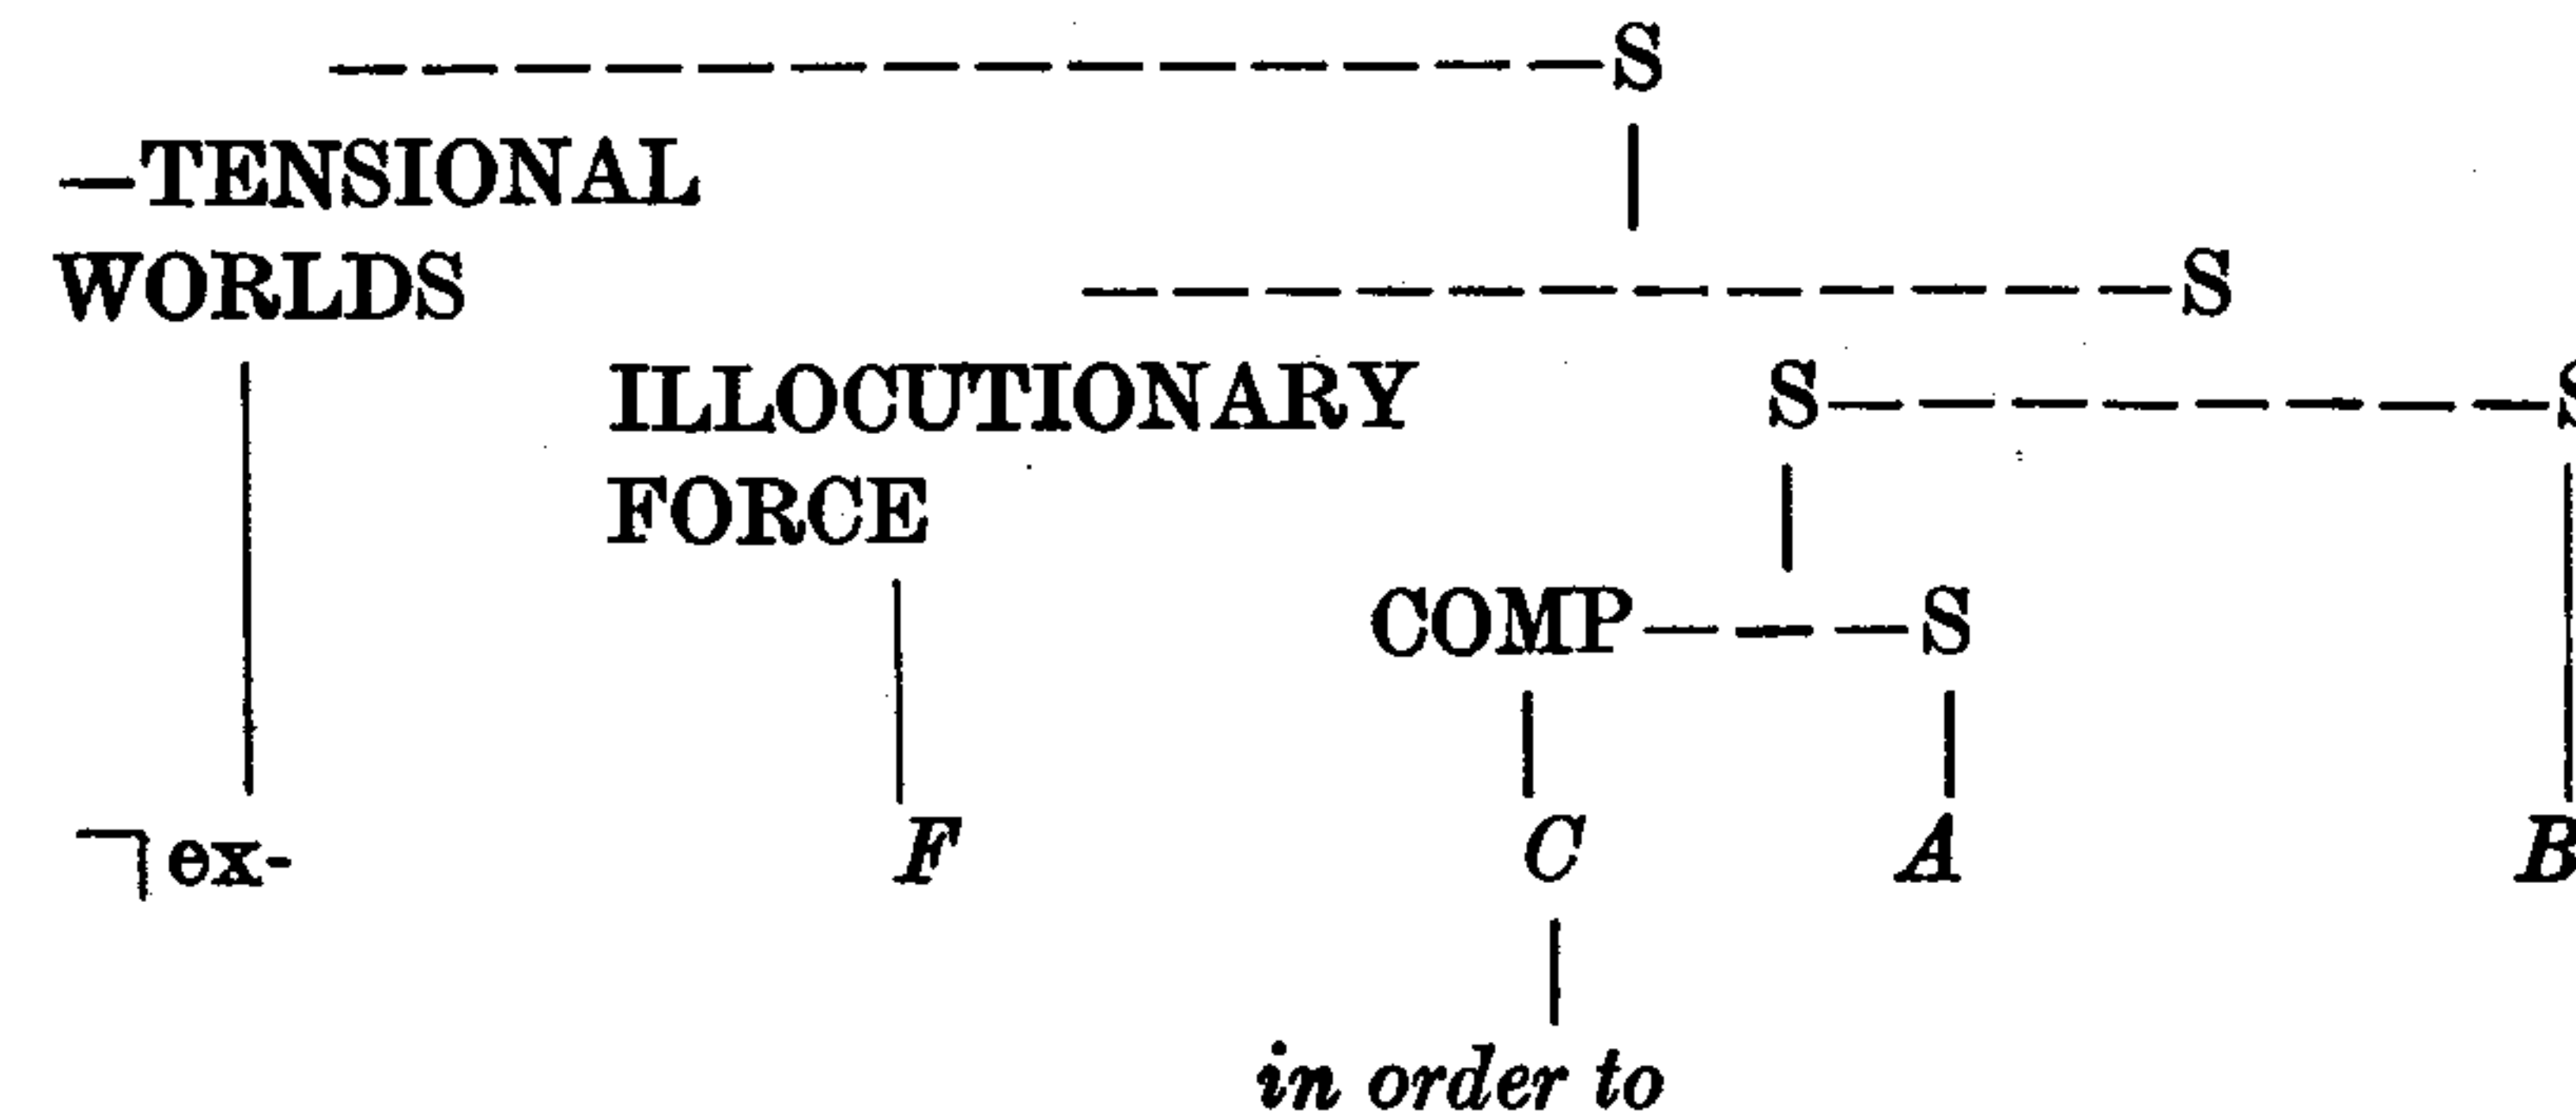 S
—TENSIONAL
WORLDS
S
ILLOCUTIONARY S S
FORCE
COMP S
¬ex- F C A B
in order to